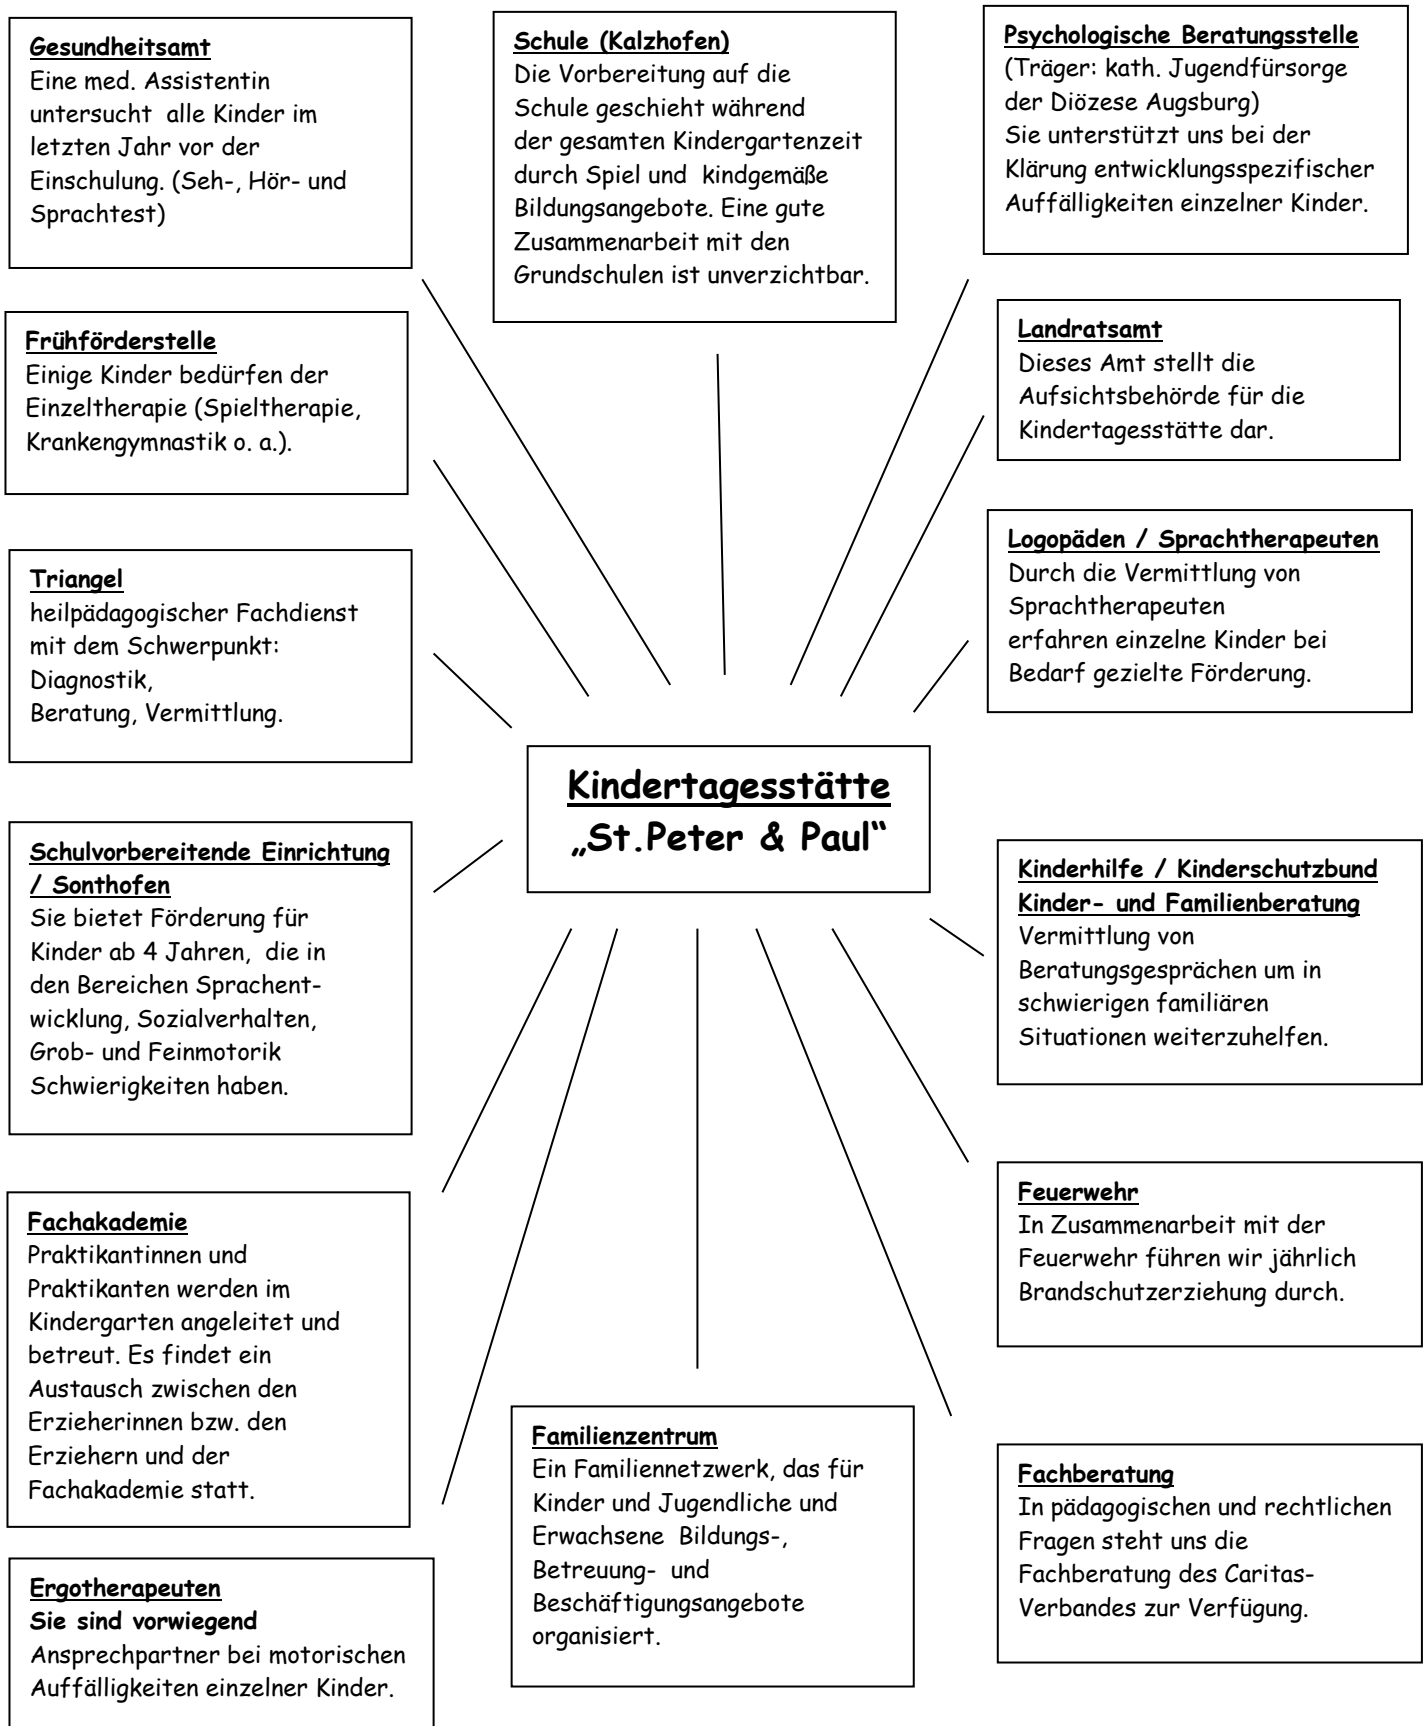 Gesundheitsamt
Eine med. Assistentin
untersucht  alle Kinder im
letzten Jahr vor der
Einschulung. (Seh-, Hör- und
Sprachtest)
Schule (Kalzhofen)
Die Vorbereitung auf die
Schule geschieht während
der gesamten Kindergartenzeit
durch Spiel und  kindgemäße
Bildungsangebote. Eine gute
Zusammenarbeit mit den
Grundschulen ist unverzichtbar.
Psychologische Beratungsstelle
(Träger: kath. Jugendfürsorge
der Diözese Augsburg)
Sie unterstützt uns bei der
Klärung entwicklungsspezifischer
Auffälligkeiten einzelner Kinder.
Frühförderstelle
Einige Kinder bedürfen der
Einzeltherapie (Spieltherapie,
Krankengymnastik o. a.).
Landratsamt
Dieses Amt stellt die
Aufsichtsbehörde für die
Kindertagesstätte dar.
Triangel
heilpädagogischer Fachdienst
mit dem Schwerpunkt:
Diagnostik,
Beratung, Vermittlung.
Logopäden / Sprachtherapeuten
Durch die Vermittlung von
Sprachtherapeuten
erfahren einzelne Kinder bei
Bedarf gezielte Förderung.
Kindertagesstätte
„St.Peter & Paul“
Schulvorbereitende Einrichtung
/ Sonthofen
Sie bietet Förderung für
Kinder ab 4 Jahren,  die in
den Bereichen Sprachent-
wicklung, Sozialverhalten,
Grob- und Feinmotorik
Schwierigkeiten haben.
Kinderhilfe / Kinderschutzbund
Kinder- und Familienberatung
Vermittlung von
Beratungsgesprächen um in
schwierigen familiären
Situationen weiterzuhelfen.
Fachakademie
Praktikantinnen und
Praktikanten werden im
Kindergarten angeleitet und
betreut. Es findet ein
Austausch zwischen den
Erzieherinnen bzw. den
Erziehern und der
Fachakademie statt.
Feuerwehr
In Zusammenarbeit mit der
Feuerwehr führen wir jährlich
Brandschutzerziehung durch.
Familienzentrum
Ein Familiennetzwerk, das für
Kinder und Jugendliche und
Erwachsene  Bildungs-,
Betreuung-  und
Beschäftigungsangebote
organisiert.
Fachberatung
In pädagogischen und rechtlichen
Fragen steht uns die
Fachberatung des Caritas-
Verbandes zur Verfügung.
Ergotherapeuten
Sie sind vorwiegend
Ansprechpartner bei motorischen
Auffälligkeiten einzelner Kinder.